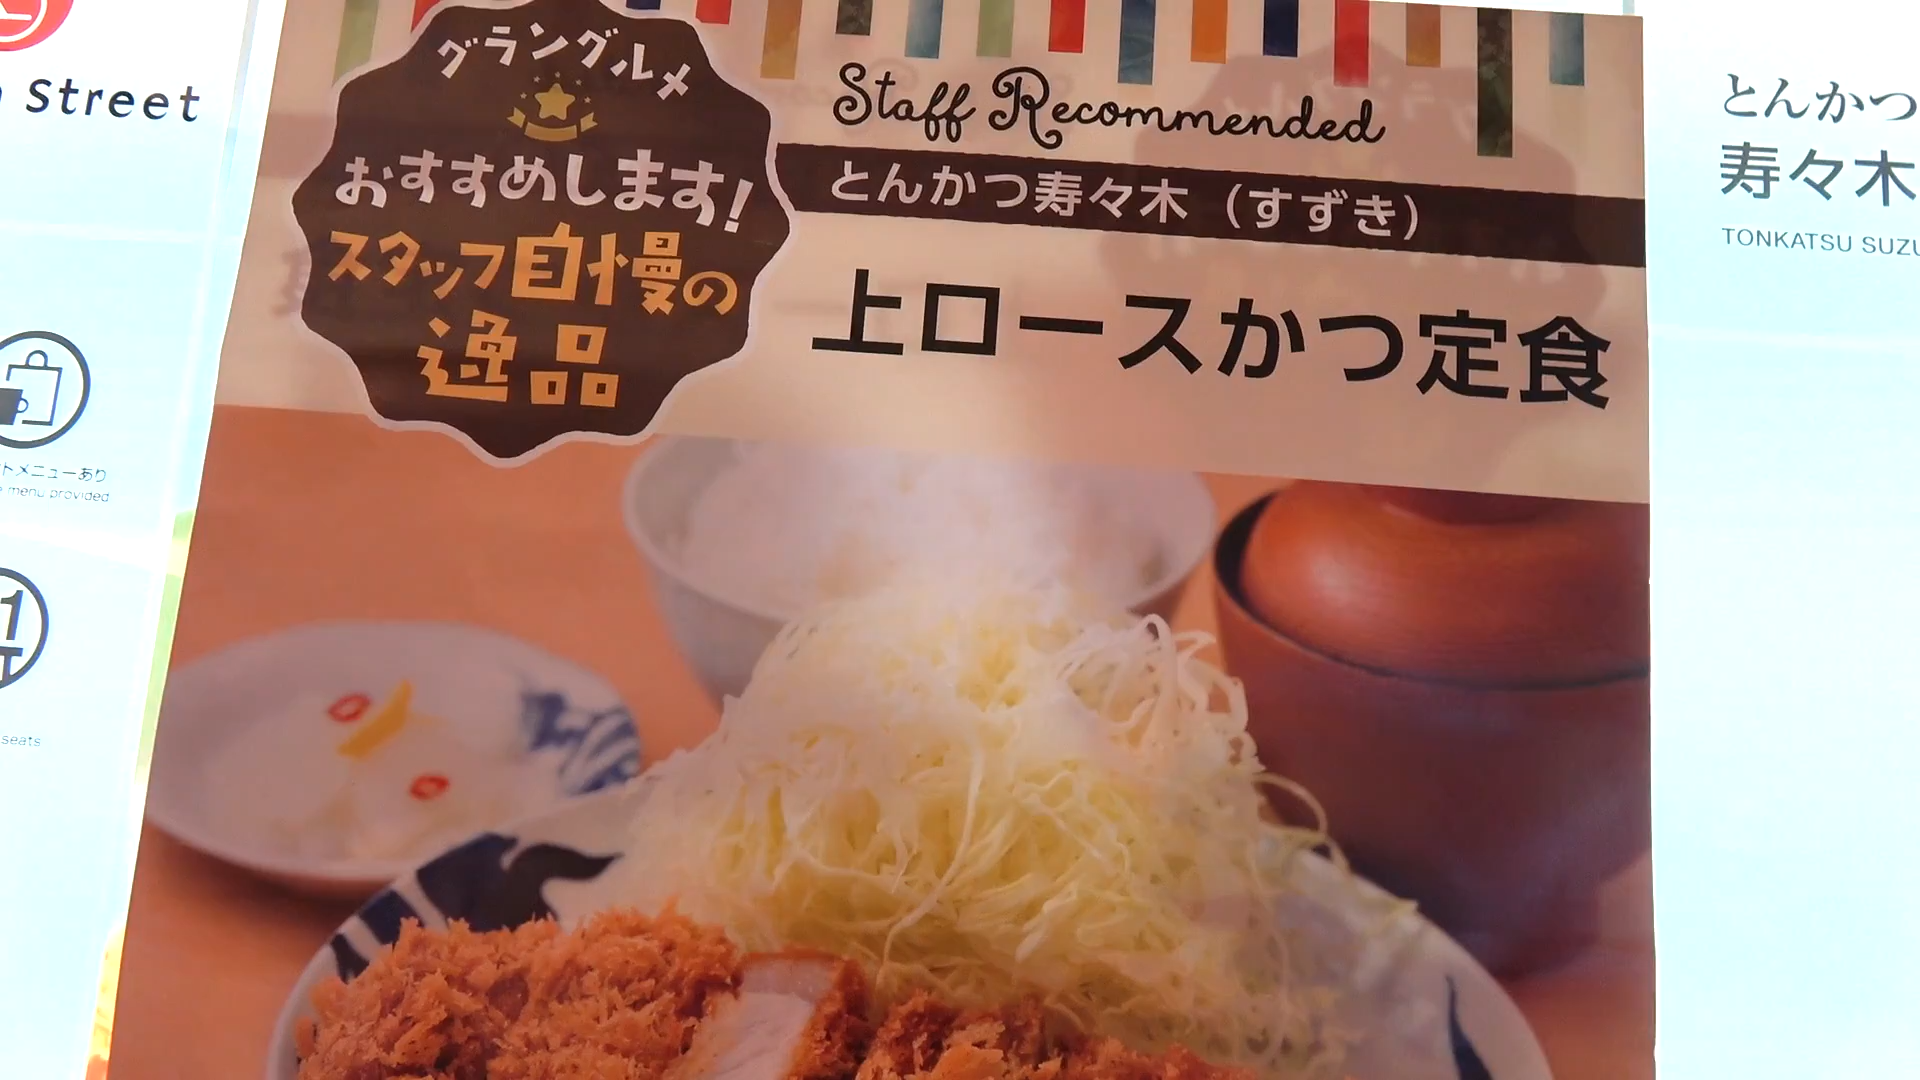 Street
グラングルメ
おすすめします!
スタッフ自慢の
逸品
Staff Recommended
とんかつ寿々木（すずき）
上ロースかつ定食
とんかつ
寿々木
TONKATSU SUZU
トメニューあり
menu provided
1
seats